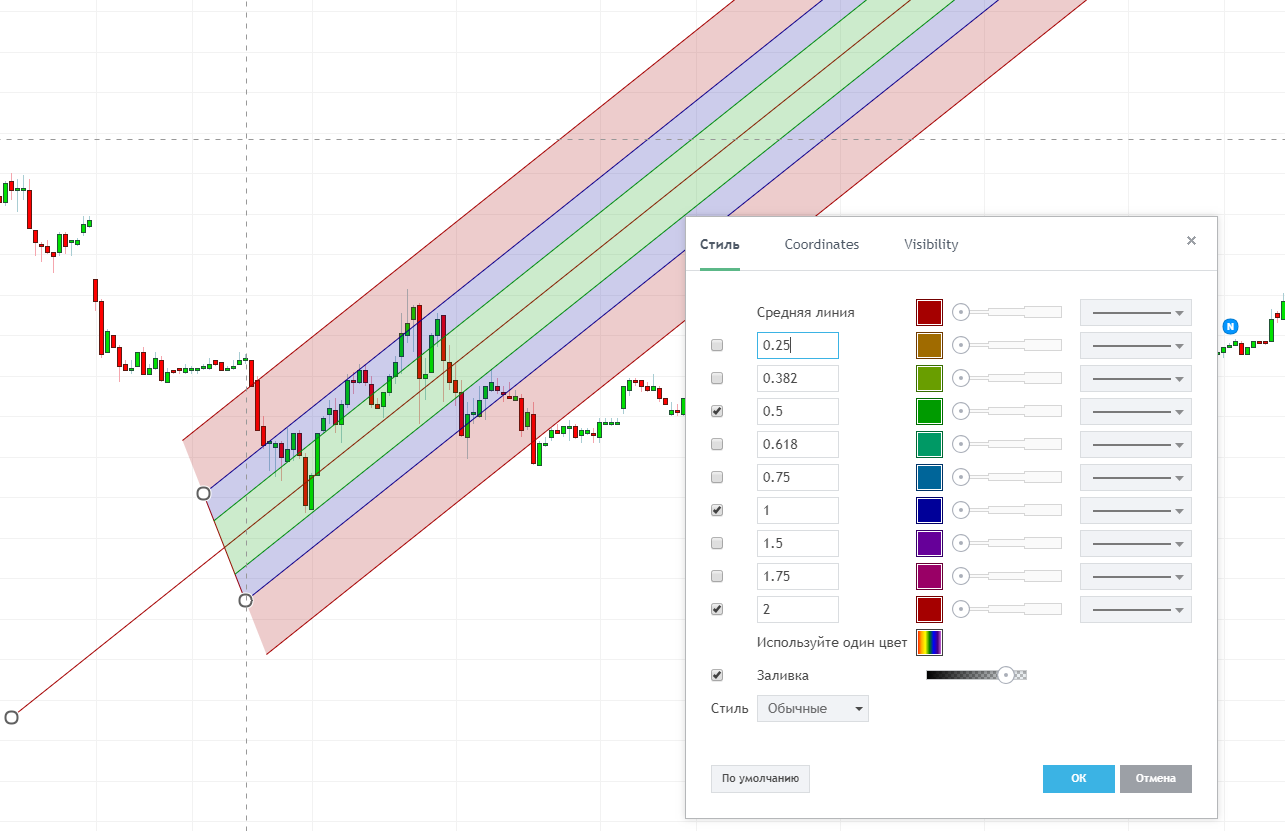 Стиль Coordinates Visibility ×
Средняя линия
0.25
0.382
0.5
0.618
0.75
1
1.5
1.75
2
Используйте один цвет
Заливка
Стиль Обычные
По умолчанию ОК Отмена
N